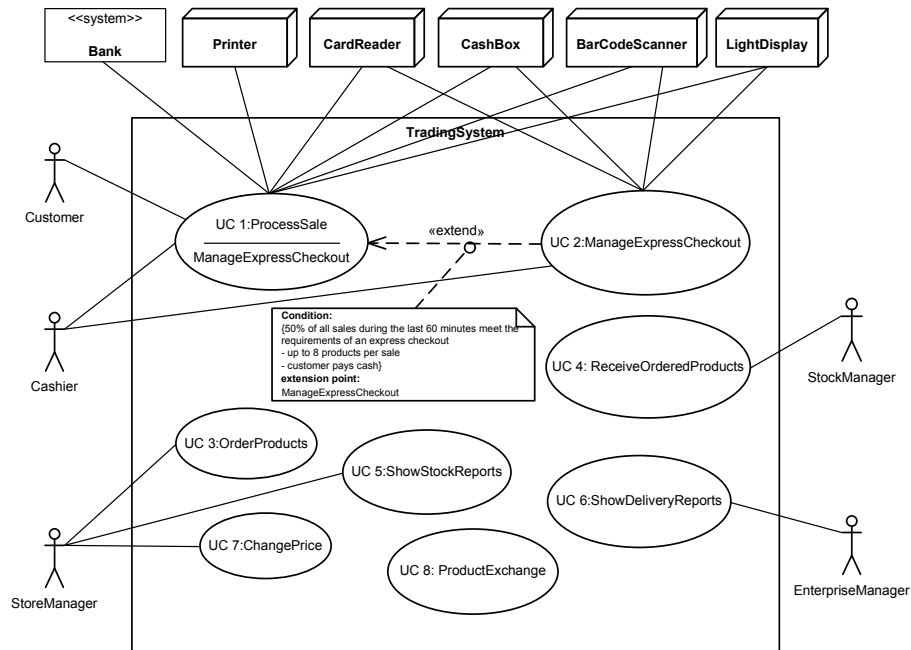 <<system>>
Bank
Printer
CardReader
CashBox
BarCodeScanner
LightDisplay
TradingSystem
Customer
UC 1:ProcessSale
ManageExpressCheckout
«extend»
UC 2:ManageExpressCheckout
Condition:
{50% of all sales during the last 60 minutes meet the
requirements of an express checkout
- up to 8 products per sale
- customer pays cash}
extension point:
ManageExpressCheckout
Cashier
UC 4: ReceiveOrderedProducts
StockManager
UC 3:OrderProducts
UC 5:ShowStockReports
UC 6:ShowDeliveryReports
UC 7:ChangePrice
UC 8: ProductExchange
StoreManager
EnterpriseManager